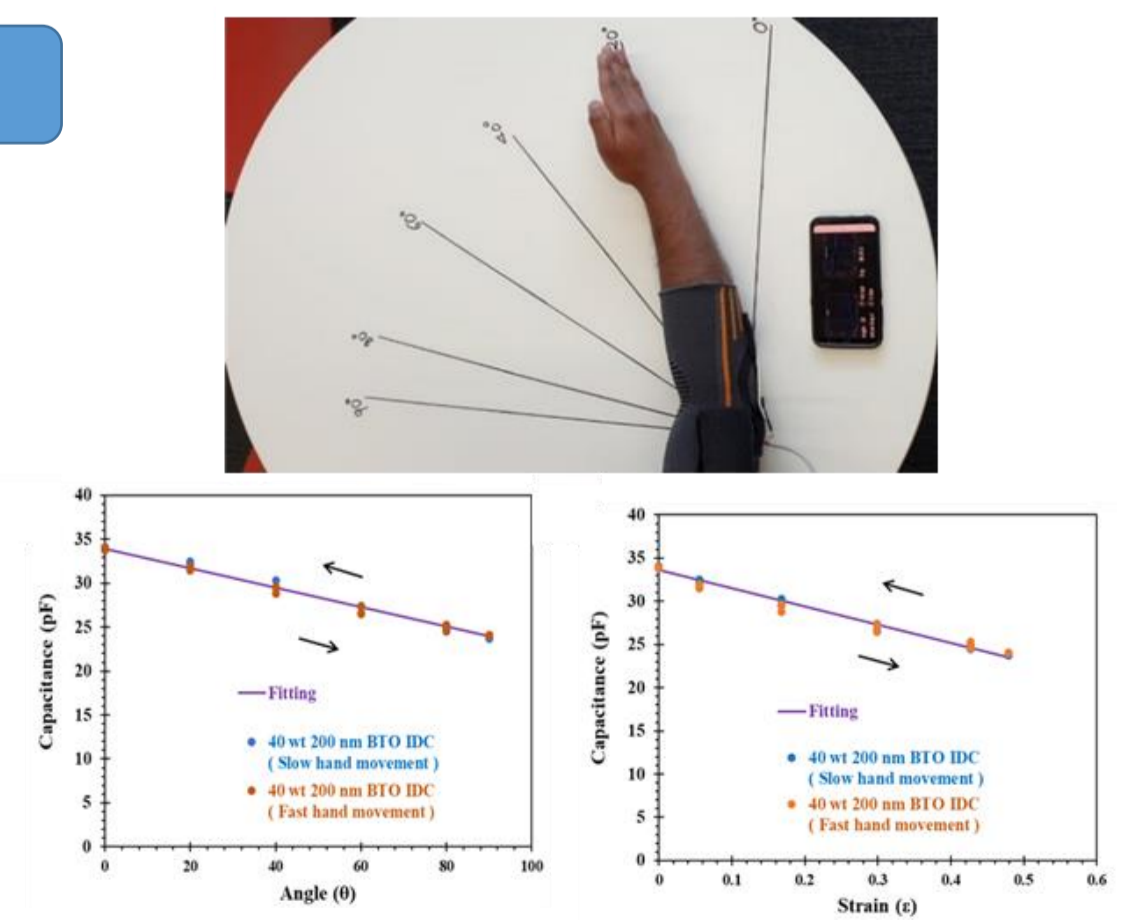 0°
20°
40°
60°
80°
90°
40
35
30
25
20
15
10
5
0
Capacitance (pF)
Fitting
40 wt 200 nm BTO IDC
( Slow hand movement )
40 wt 200 nm BTO IDC
( Fast hand movement )
0
20
40
60
80
100
Angle (θ)
40
35
30
25
20
15
10
5
0
Capacitance (pF)
Fitting
40 wt 200 nm BTO IDC
( Slow hand movement )
40 wt 200 nm BTO IDC
( Fast hand movement )
0
0.1
0.2
0.3
0.4
0.5
0.6
Strain (ε)